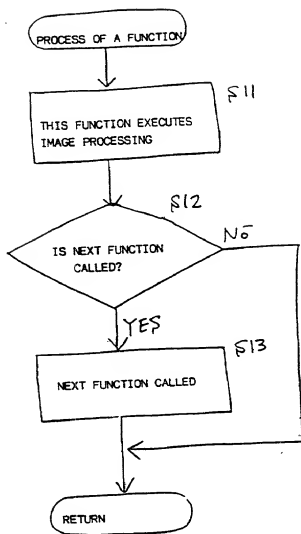 PROCESS OF A FUNCTION
S11
THIS FUNCTION EXECUTES
IMAGE PROCESSING
S12
IS NEXT FUNCTION
CALLED?
NO
YES
S13
NEXT FUNCTION CALLED
RETURN